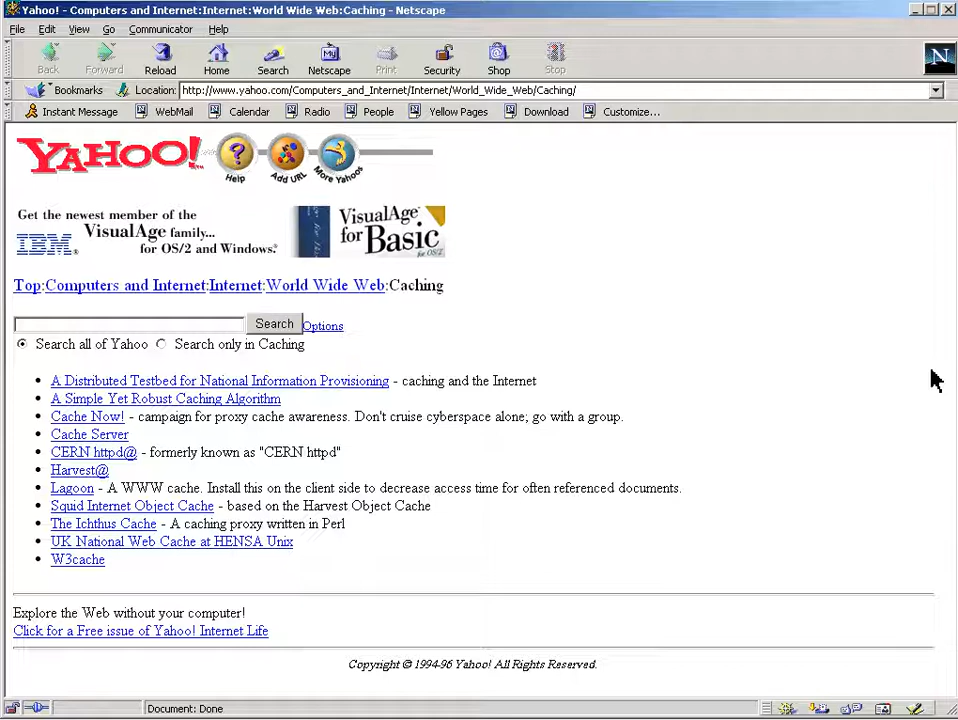 Yahoo! - Computers and Internet:Internet:World Wide Web:Caching - Netscape
File Edit View Go Communicator Help
Back Forward Reload Home Search Netscape Print Security Shop Stop
My
N
Bookmarks Location: http://www.yahoo.com/Computers_and_Internet/Internet/World_Wide_Web/Caching/
Instant Message WebMail Calendar Radio People Yellow Pages Download Customize...
YAHOO!
? Help Add URL More Yahoos
Get the newest member of the
VisualAge family...
IBM® for OS/2 and Windows.®
VisualAge
for Basic
for OS/2
Top:Computers and Internet:Internet:World Wide Web:Caching
Search Options
Search all of Yahoo Search only in Caching
• A Distributed Testbed for National Information Provisioning - caching and the Internet
• A Simple Yet Robust Caching Algorithm
• Cache Now! - campaign for proxy cache awareness. Don't cruise cyberspace alone; go with a group.
• Cache Server
• CERN httpd@ - formerly known as "CERN httpd"
• Harvest@
• Lagoon - A WWW cache. Install this on the client side to decrease access time for often referenced documents.
• Squid Internet Object Cache - based on the Harvest Object Cache
• The Ichthus Cache - A caching proxy written in Perl
• UK National Web Cache at HENSA Unix
• W3cache
Explore the Web without your computer!
Click for a Free issue of Yahoo! Internet Life
Copyright © 1994-96 Yahoo! All Rights Reserved.
Document: Done